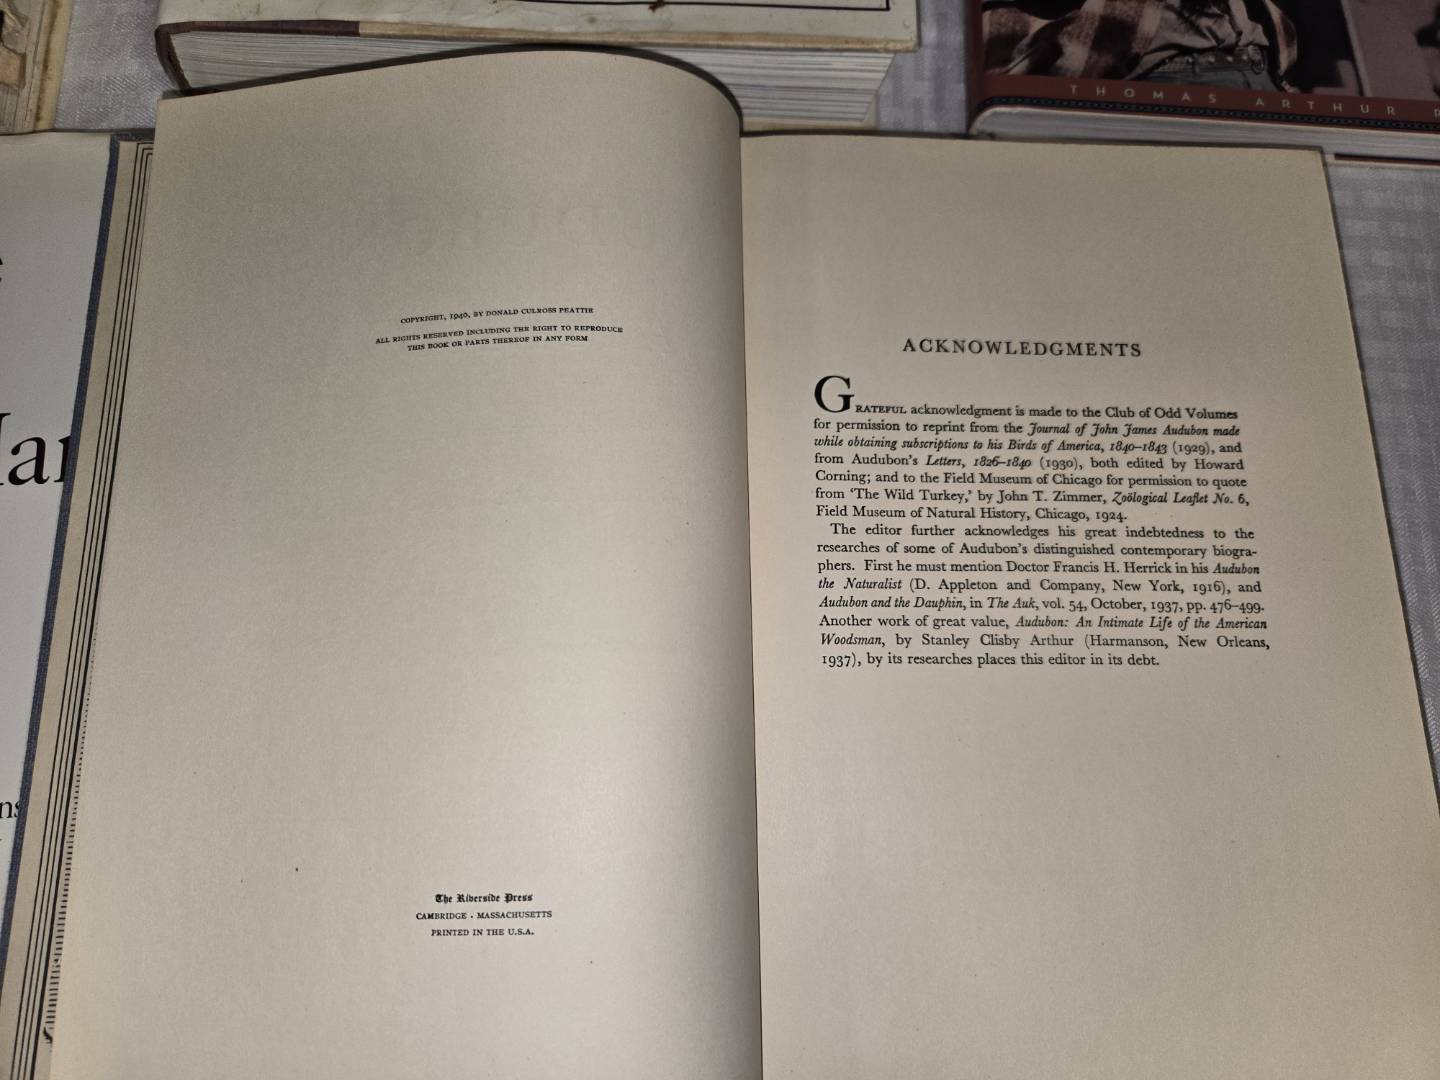 THOMAS ARTHUR
COPYRIGHT, 1940, BY DONALD CULROSS PEATTIE
ALL RIGHTS RESERVED INCLUDING THE RIGHT TO REPRODUCE
THIS BOOK OR PARTS THEREOF IN ANY FORM
The Riverside Press
CAMBRIDGE · MASSACHUSETTS
PRINTED IN THE U.S.A.
ACKNOWLEDGMENTS
GRATEFUL acknowledgment is made to the Club of Odd Volumes
for permission to reprint from the Journal of John James Audubon made
while obtaining subscriptions to his Birds of America, 1840–1843 (1929), and
from Audubon's Letters, 1826–1840 (1930), both edited by Howard
Corning; and to the Field Museum of Chicago for permission to quote
from ‘The Wild Turkey,’ by John T. Zimmer, Zoölogical Leaflet No. 6,
Field Museum of Natural History, Chicago, 1924.
The editor further acknowledges his great indebtedness to the
researches of some of Audubon's distinguished contemporary biogra-
phers. First he must mention Doctor Francis H. Herrick in his Audubon
the Naturalist (D. Appleton and Company, New York, 1916), and
Audubon and the Dauphin, in The Auk, vol. 54, October, 1937, pp. 476–499.
Another work of great value, Audubon: An Intimate Life of the American
Woodsman, by Stanley Clisby Arthur (Harmanson, New Orleans,
1937), by its researches places this editor in its debt.